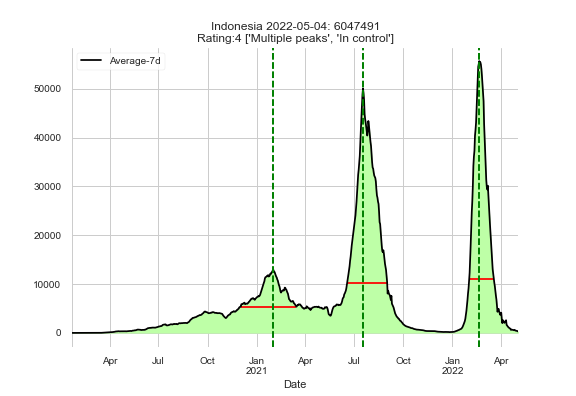 Indonesia 2022-05-04: 6047491
Rating:4 ['Multiple peaks', 'In control']
Average-7d
50000
40000
30000
20000
10000
0
Apr Jul Oct Jan Apr Jul Oct Jan Apr
2021 2022
Date